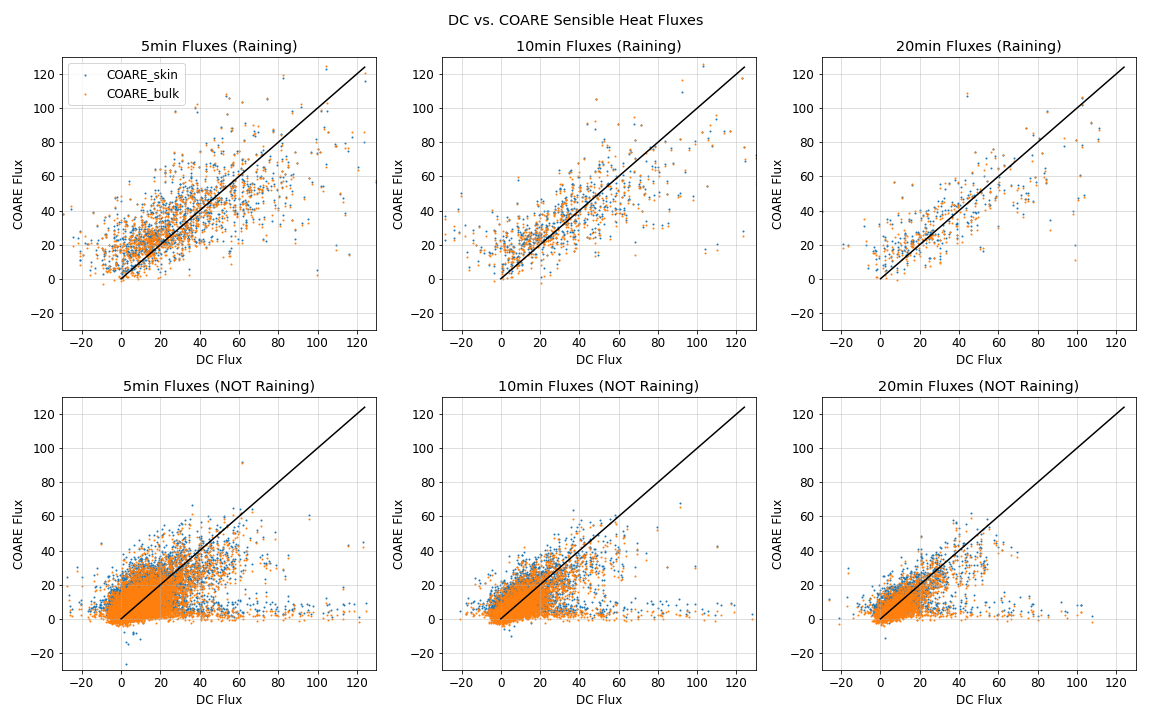 DC vs. COARE Sensible Heat Fluxes
5min Fluxes (Raining)
COARE_skin
COARE_bulk
COARE Flux
120
100
80
60
40
20
0
−20
−20 0 20 40 60 80 100 120
DC Flux
10min Fluxes (Raining)
COARE Flux
120
100
80
60
40
20
0
−20
−20 0 20 40 60 80 100 120
DC Flux
20min Fluxes (Raining)
COARE Flux
120
100
80
60
40
20
0
−20
−20 0 20 40 60 80 100 120
DC Flux
5min Fluxes (NOT Raining)
COARE Flux
120
100
80
60
40
20
0
−20
−20 0 20 40 60 80 100 120
DC Flux
10min Fluxes (NOT Raining)
COARE Flux
120
100
80
60
40
20
0
−20
−20 0 20 40 60 80 100 120
DC Flux
20min Fluxes (NOT Raining)
COARE Flux
120
100
80
60
40
20
0
−20
−20 0 20 40 60 80 100 120
DC Flux